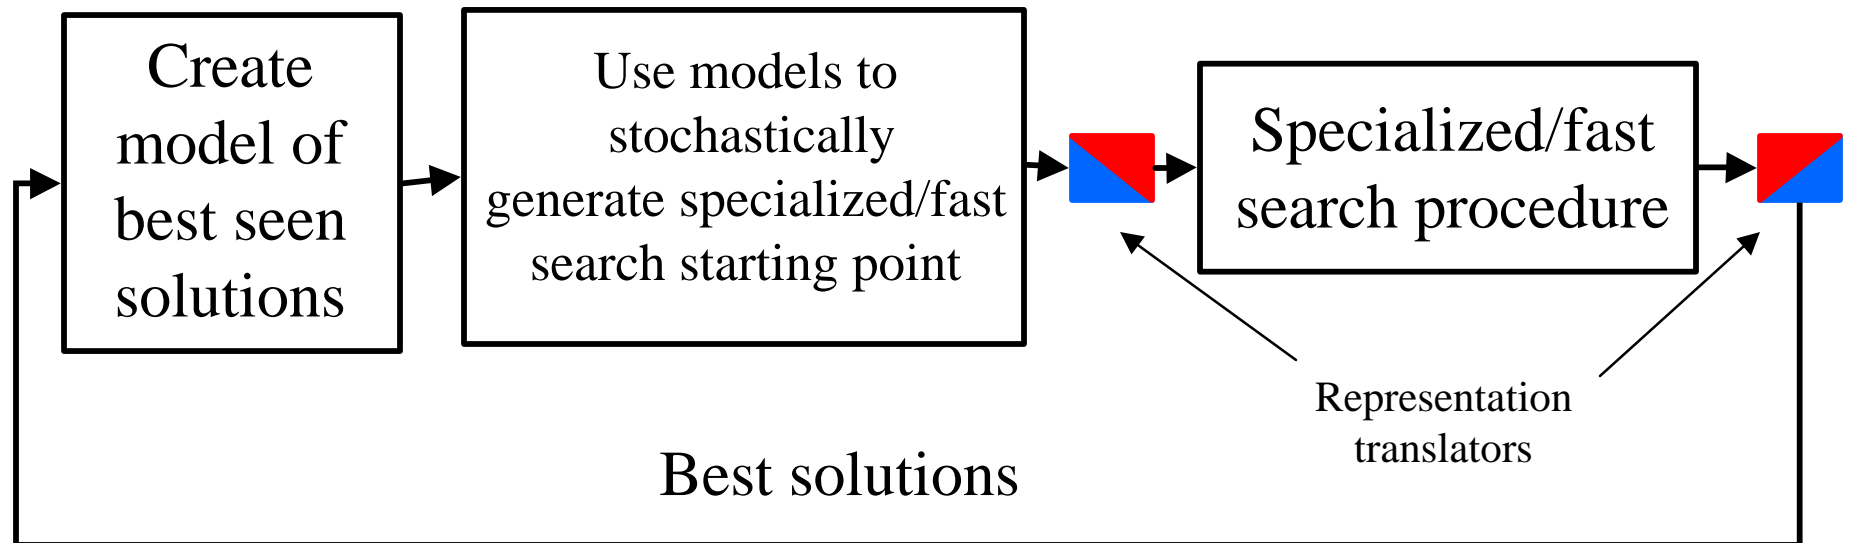 Create
model of
best seen
solutions
Use models to
stochastically
generate specialized/fast
search starting point
Specialized/fast
search procedure
Representation
translators
Best solutions